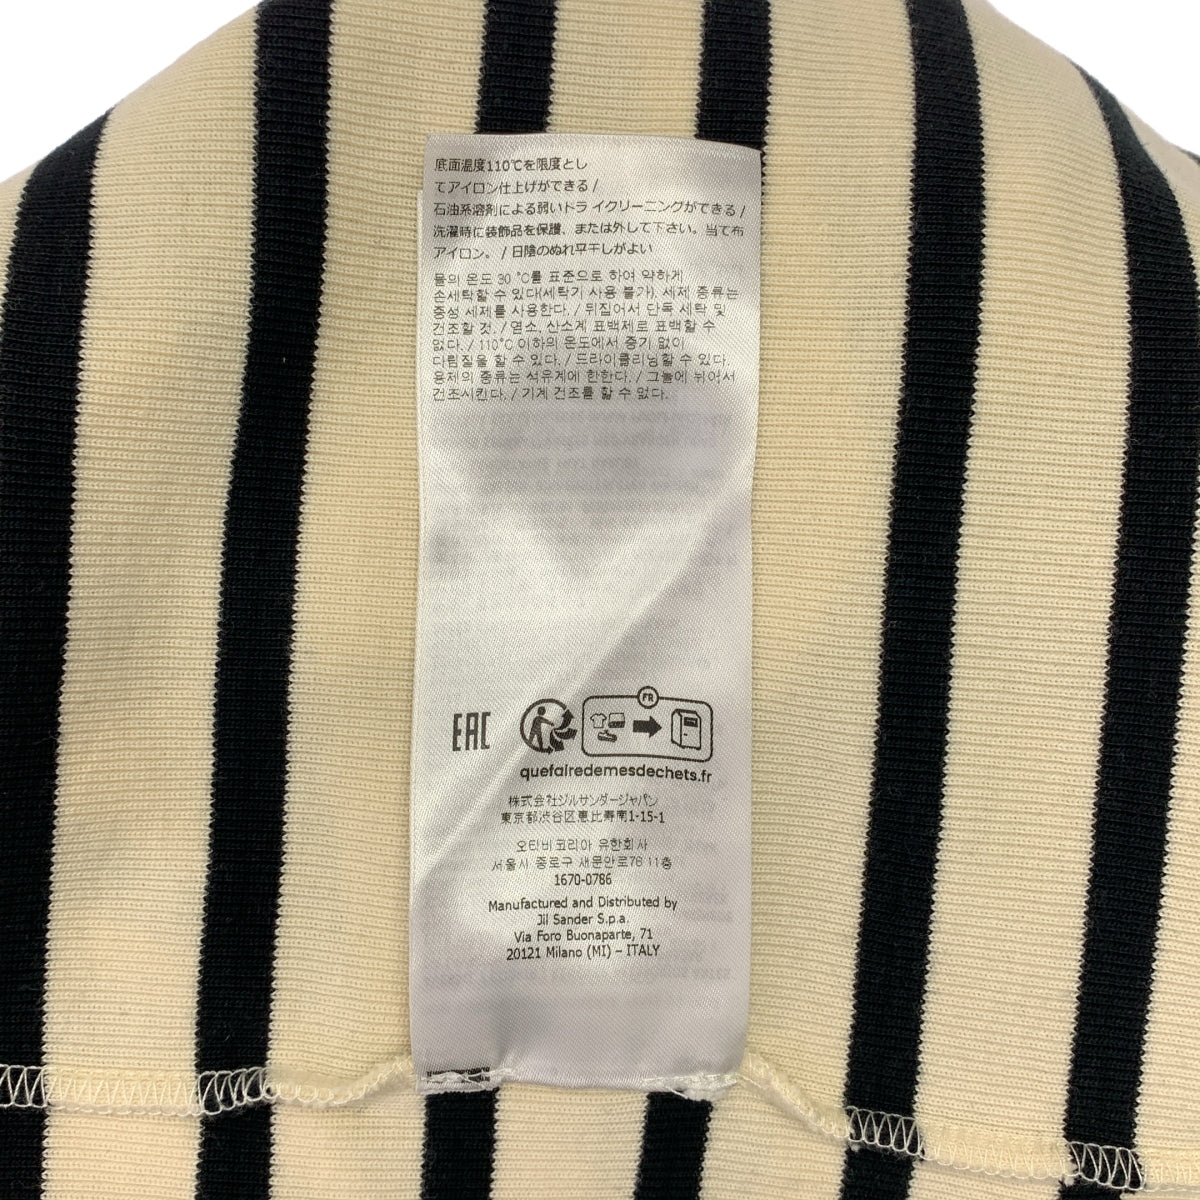 底面温度110℃を限度とし
てアイロン仕上げができる/
石油系溶剤による弱いドライクリーニングができる/
洗濯時に装飾品を保護、または外して下さい。当て布
アイロン。/ 日陰のぬれ平干しがよい
물의 온도 30 ℃를 표준으로 하여 약하게
손세탁할 수 있다(세탁기 사용 불가). 세제 종류는
중성 세제를 사용한다. / 뒤집어서 단독 세탁 및
건조할 것. / 염소, 산소계 표백제로 표백할 수
없다. / 110℃ 이하의 온도에서 증기 없이
다림질을 할 수 있다. / 드라이클리닝할 수 있다.
용제의 종류는 석유계에 한한다. / 그늘에 뉘어서
건조시킨다. / 기계 건조를 할 수 없다.
EAC
FR
quefairedemesdechets.fr
株式会社ジルサンダージャパン
東京都渋谷区恵比寿南1-15-1
오티비코리아 유한회사
서울시 종로구 새문안로76 11층
1670-0786
Manufactured and Distributed by
Jil Sander S.p.a.
Via Foro Buonaparte, 71
20121 Milano (MI) – ITALY